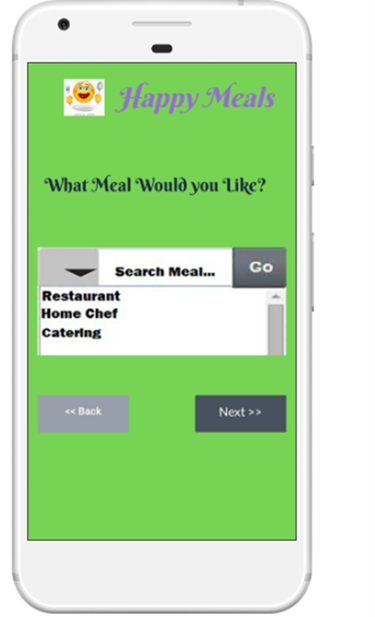 Happy Meals
What Meal Would you Like?
Search Meal... Go
Restaurant
Home Chef
Catering
<< Back Next >>